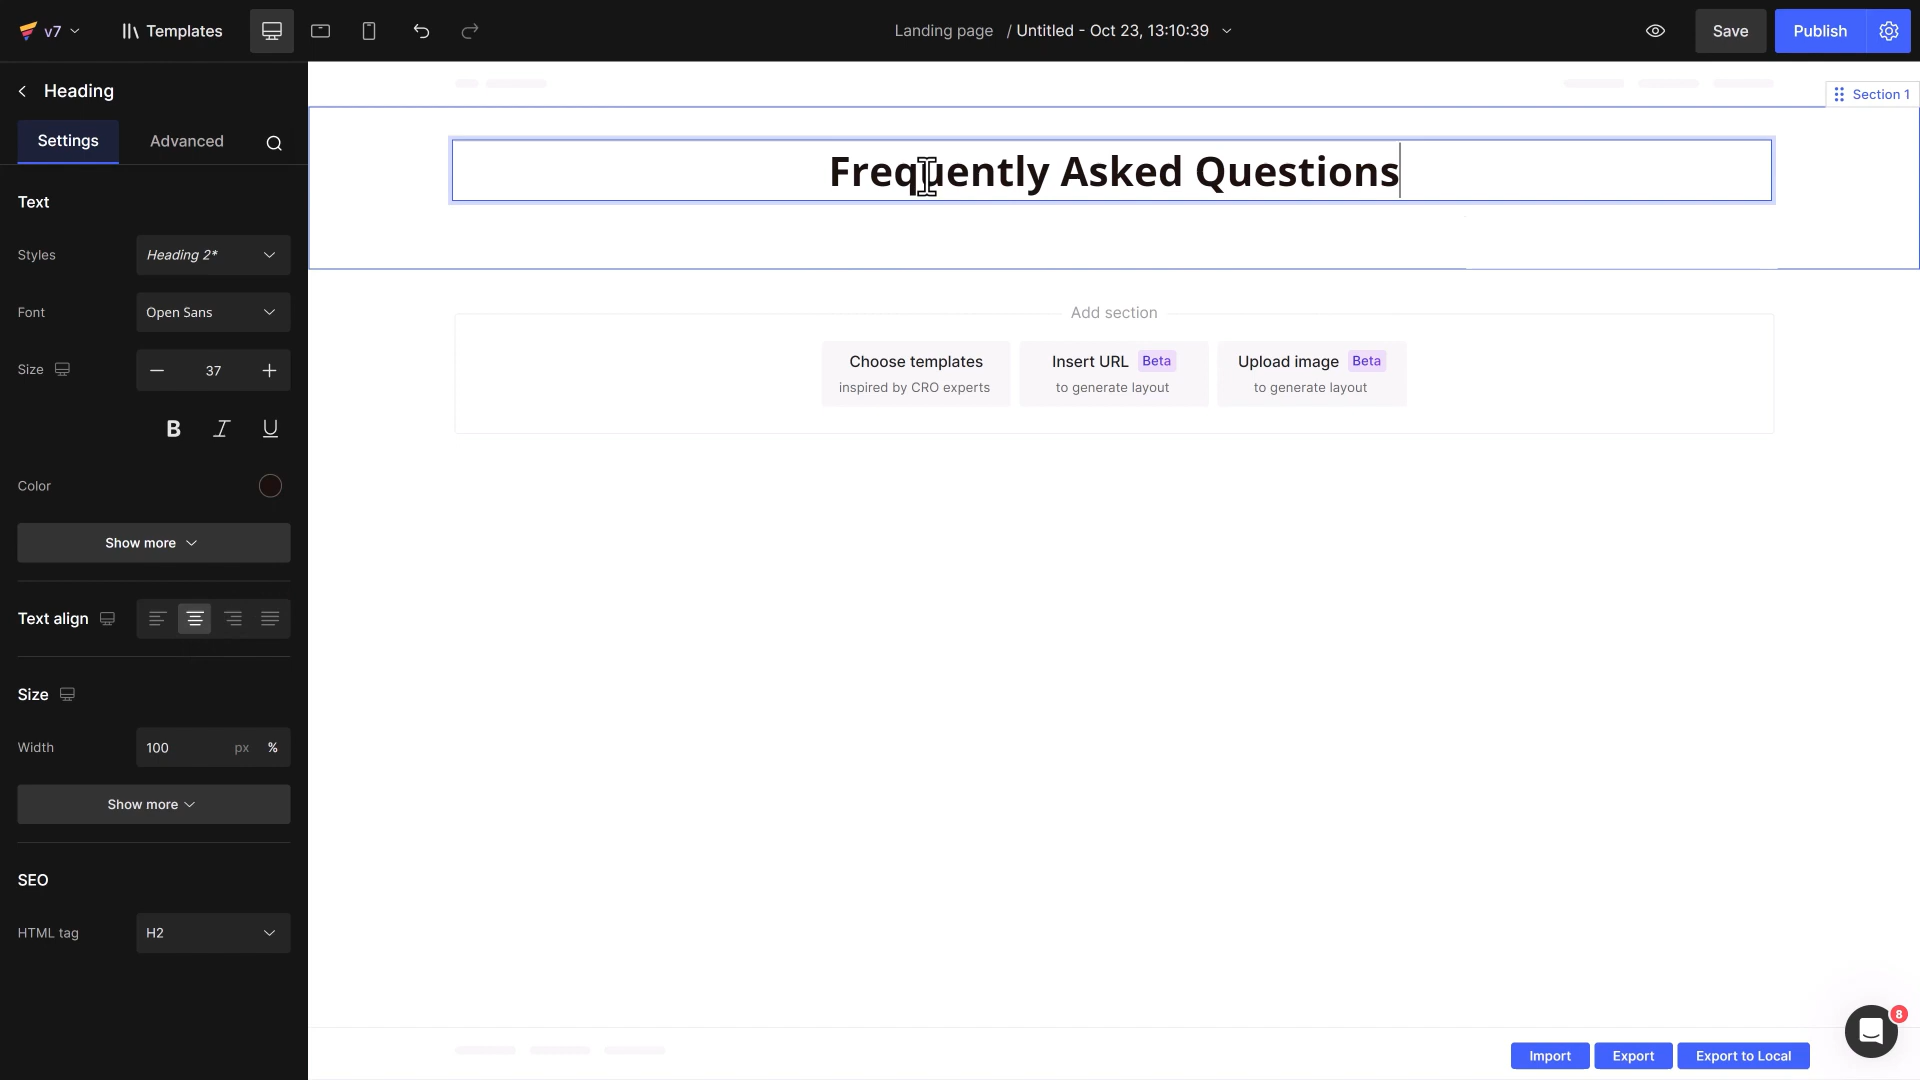 v7
Templates
Landing page / Untitled - Oct 23, 13:10:39
Save
Publish
Heading
Settings
Advanced
Text
Styles
Heading 2*
Font
Open Sans
Size
37
B
I
U
Color
Show more
Text align
Size
Width
100
px
%
Show more
SEO
HTML tag
H2
Section 1
Frequently Asked Questions
Add section
Choose templates
inspired by CRO experts
Insert URL Beta
to generate layout
Upload image Beta
to generate layout
Import
Export
Export to Local
8